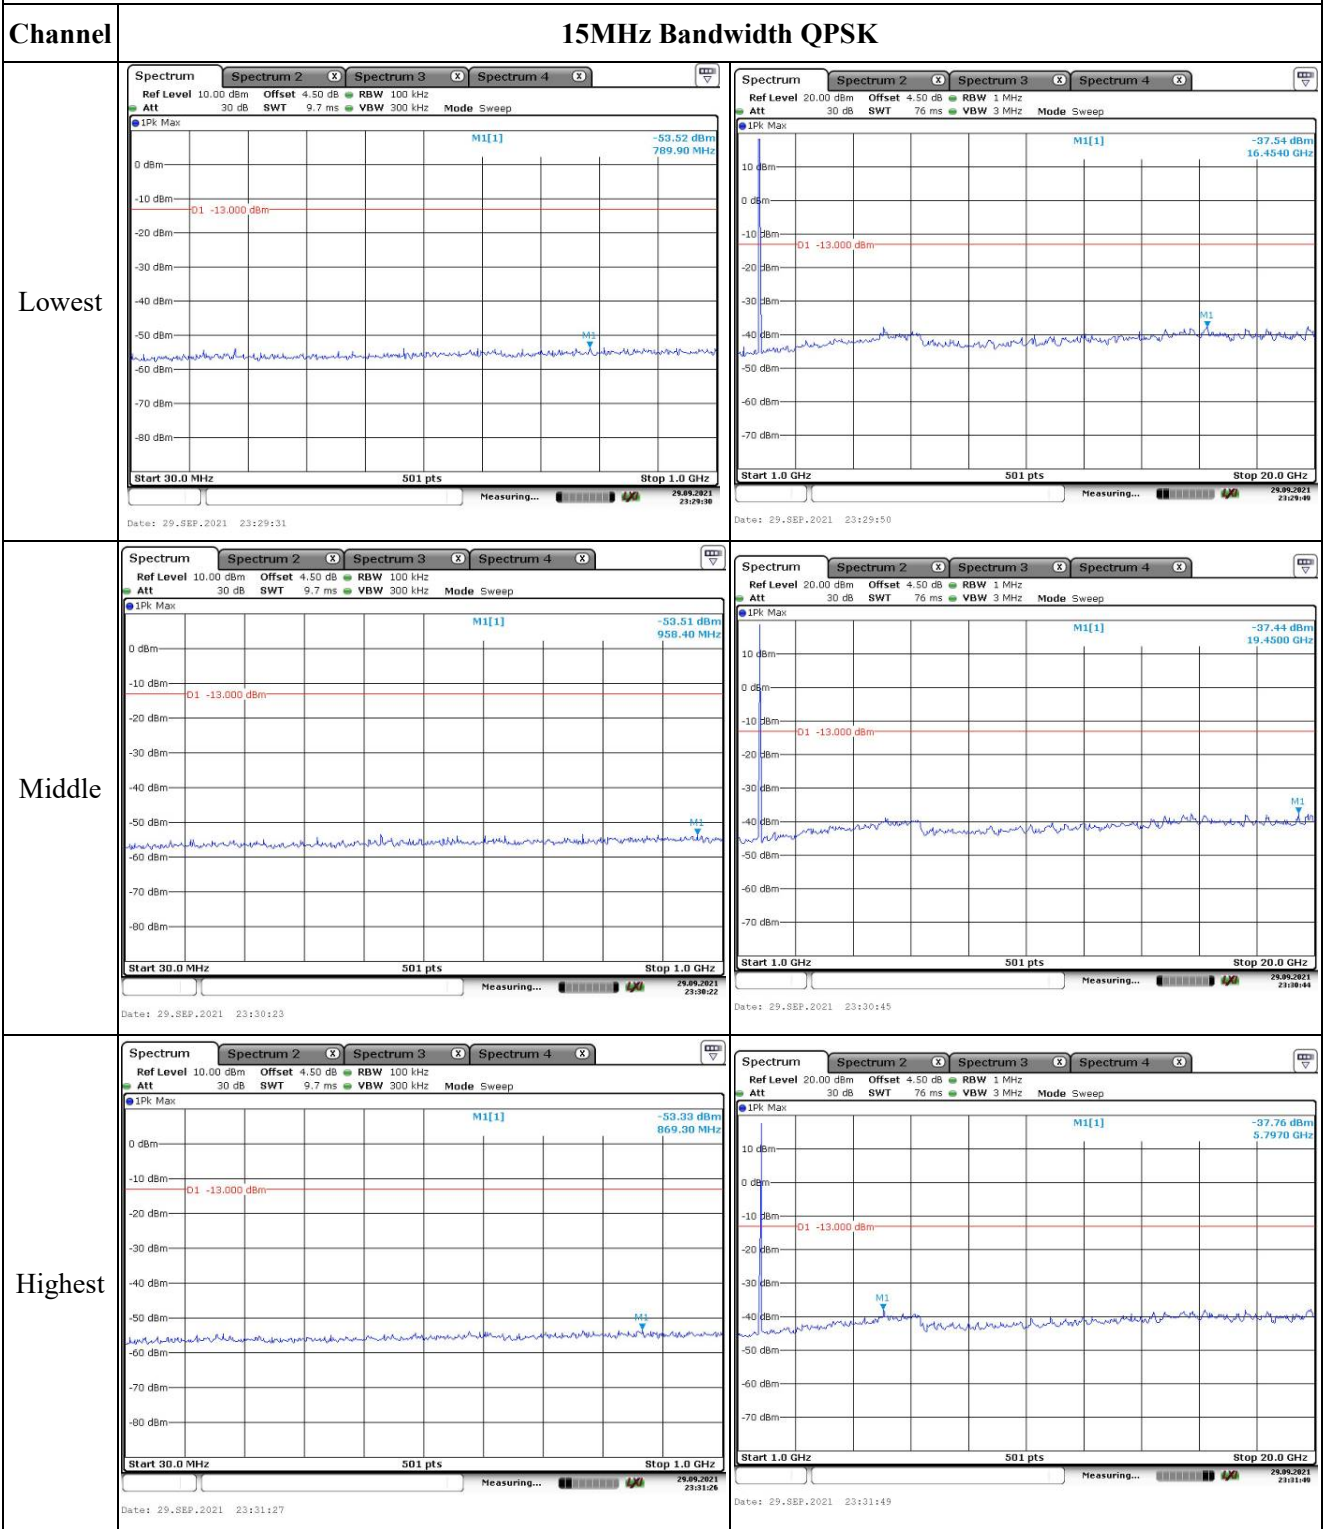 Channel 15MHz Bandwidth QPSK
Lowest
Spectrum Spectrum 2 X Spectrum 3 X Spectrum 4 X
Ref Level 10.00 dBm Offset 4.50 dB RBW 100 kHz
Att 30 dB SWT 9.7 ms VBW 300 kHz Mode Sweep
1Pk Max
M1[1] -53.52 dBm
789.90 MHz
0 dBm
-10 dBm
D1 -13.000 dBm
-20 dBm
-30 dBm
-40 dBm
-50 dBm
M1
-60 dBm
-70 dBm
-80 dBm
Start 30.0 MHz 501 pts Stop 1.0 GHz
Measuring... 29.09.2021
23:29:30
Date: 29.SEP.2021 23:29:31
Spectrum Spectrum 2 X Spectrum 3 X Spectrum 4 X
Ref Level 20.00 dBm Offset 4.50 dB RBW 1 MHz
Att 30 dB SWT 76 ms VBW 3 MHz Mode Sweep
1Pk Max
M1[1] -37.54 dBm
16.4540 GHz
10 dBm
0 dBm
-10 dBm
D1 -13.000 dBm
-20 dBm
-30 dBm
M1
-40 dBm
-50 dBm
-60 dBm
-70 dBm
Start 1.0 GHz 501 pts Stop 20.0 GHz
Measuring... 29.09.2021
23:29:49
Date: 29.SEP.2021 23:29:50
Middle
Spectrum Spectrum 2 X Spectrum 3 X Spectrum 4 X
Ref Level 10.00 dBm Offset 4.50 dB RBW 100 kHz
Att 30 dB SWT 9.7 ms VBW 300 kHz Mode Sweep
1Pk Max
M1[1] -53.51 dBm
958.40 MHz
0 dBm
-10 dBm
D1 -13.000 dBm
-20 dBm
-30 dBm
-40 dBm
-50 dBm
M1
-60 dBm
-70 dBm
-80 dBm
Start 30.0 MHz 501 pts Stop 1.0 GHz
Measuring... 29.09.2021
23:30:22
Date: 29.SEP.2021 23:30:23
Spectrum Spectrum 2 X Spectrum 3 X Spectrum 4 X
Ref Level 20.00 dBm Offset 4.50 dB RBW 1 MHz
Att 30 dB SWT 76 ms VBW 3 MHz Mode Sweep
1Pk Max
M1[1] -37.44 dBm
19.4500 GHz
10 dBm
0 dBm
-10 dBm
D1 -13.000 dBm
-20 dBm
-30 dBm
M1
-40 dBm
-50 dBm
-60 dBm
-70 dBm
Start 1.0 GHz 501 pts Stop 20.0 GHz
Measuring... 29.09.2021
23:30:44
Date: 29.SEP.2021 23:30:45
Highest
Spectrum Spectrum 2 X Spectrum 3 X Spectrum 4 X
Ref Level 10.00 dBm Offset 4.50 dB RBW 100 kHz
Att 30 dB SWT 9.7 ms VBW 300 kHz Mode Sweep
1Pk Max
M1[1] -53.33 dBm
869.30 MHz
0 dBm
-10 dBm
D1 -13.000 dBm
-20 dBm
-30 dBm
-40 dBm
-50 dBm
M1
-60 dBm
-70 dBm
-80 dBm
Start 30.0 MHz 501 pts Stop 1.0 GHz
Measuring... 29.09.2021
23:31:26
Date: 29.SEP.2021 23:31:27
Spectrum Spectrum 2 X Spectrum 3 X Spectrum 4 X
Ref Level 20.00 dBm Offset 4.50 dB RBW 1 MHz
Att 30 dB SWT 76 ms VBW 3 MHz Mode Sweep
1Pk Max
M1[1] -37.76 dBm
5.7970 GHz
10 dBm
0 dBm
-10 dBm
D1 -13.000 dBm
-20 dBm
-30 dBm
M1
-40 dBm
-50 dBm
-60 dBm
-70 dBm
Start 1.0 GHz 501 pts Stop 20.0 GHz
Measuring... 29.09.2021
23:31:49
Date: 29.SEP.2021 23:31:49